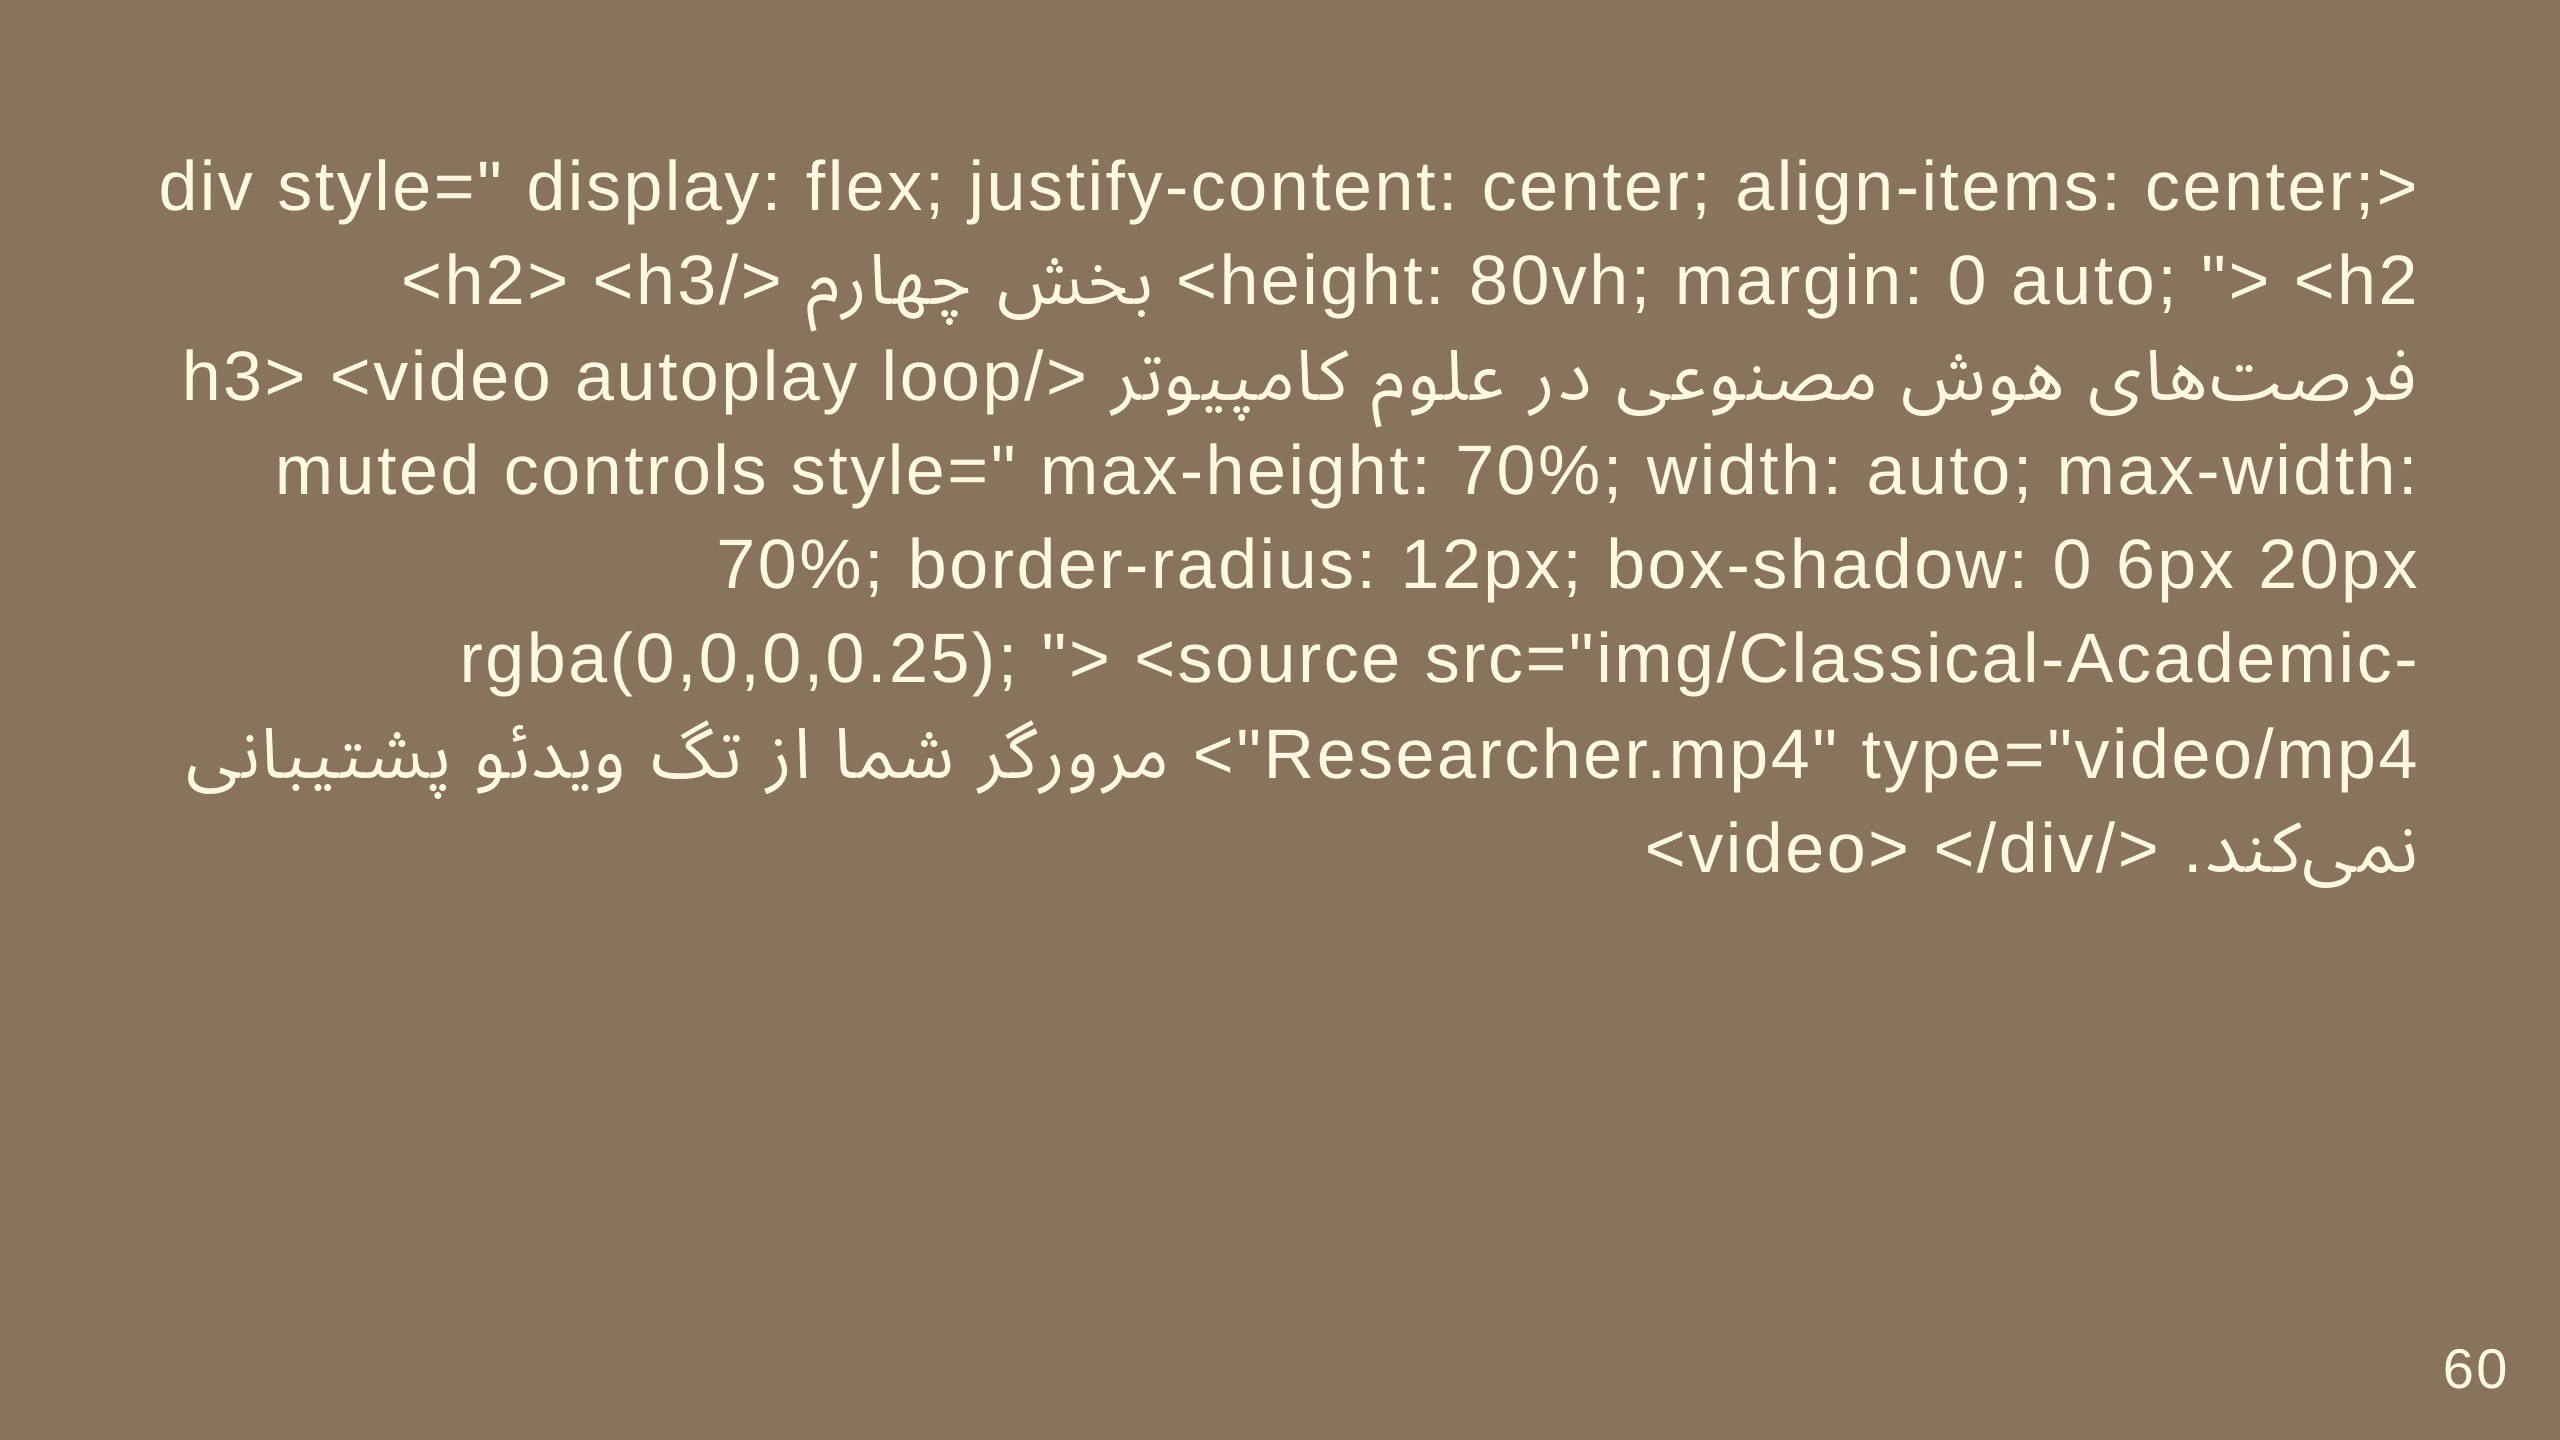 <div style=" display: flex; justify-content: center; align-items: center;
height: 80vh; margin: 0 auto; "> <h2> بخش چهارم </h2> <h3>
فرصت‌های هوش مصنوعی در علوم کامپیوتر </h3> <video autoplay loop
muted controls style=" max-height: 70%; width: auto; max-width:
70%; border-radius: 12px; box-shadow: 0 6px 20px
rgba(0,0,0,0.25); "> <source src="img/Classical-Academic-
Researcher.mp4" type="video/mp4"> مرورگر شما از تگ ویدئو پشتیبانی
نمی‌کند. </video> </div>
60